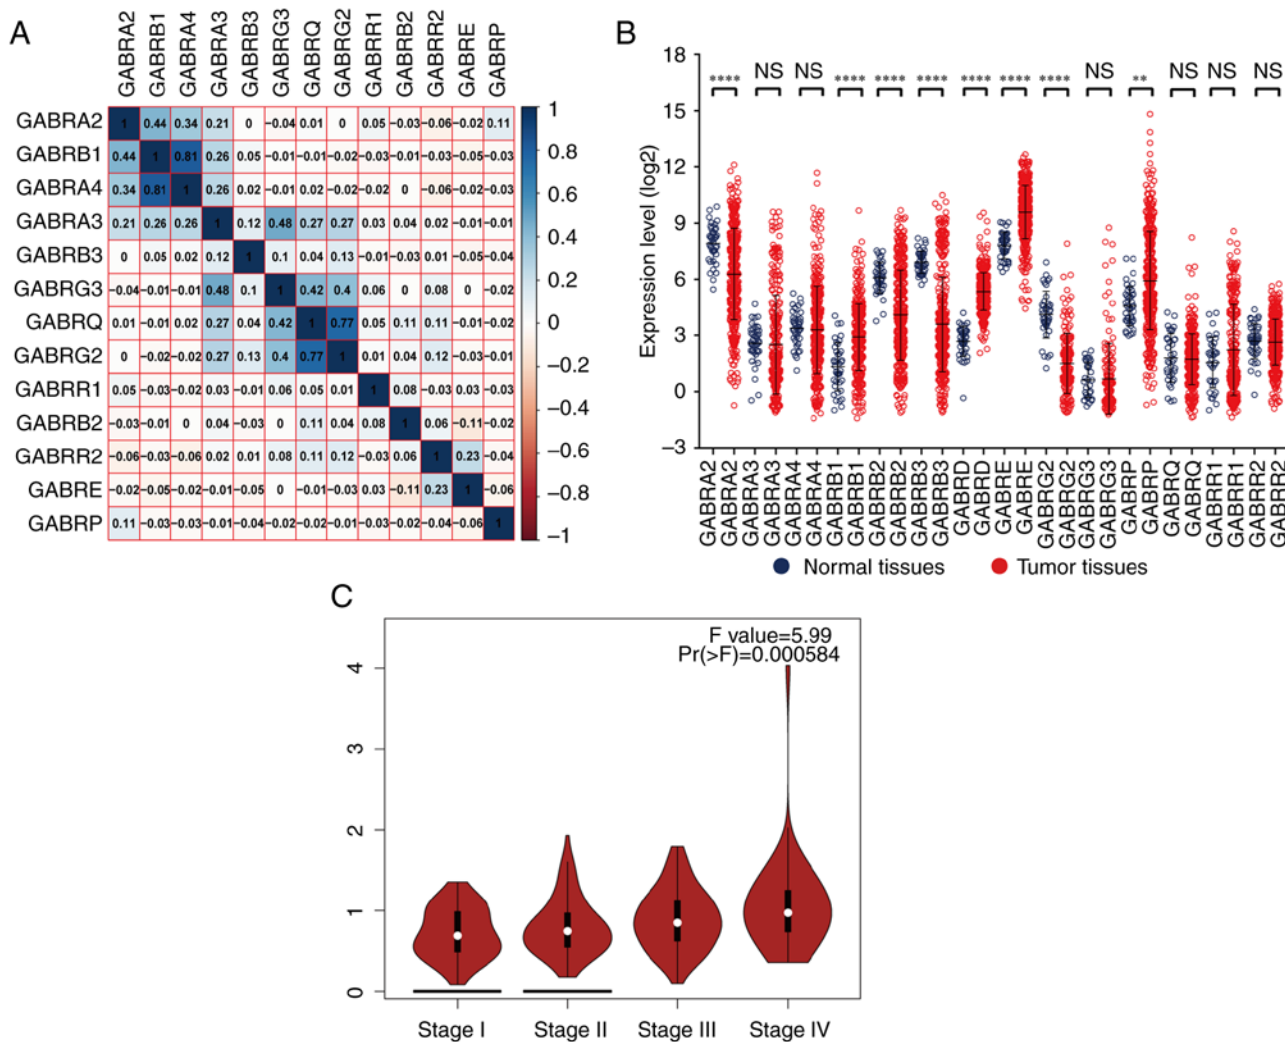 A
GABRA2 GABRB1 GABRA4 GABRA3 GABRB3 GABRG3 GABRQ GABRG2 GABRR1 GABRB2 GABRR2 GABRE GABRP
GABRA2 1 0.44 0.34 0.21 0 −0.04 0.01 0 0.05 −0.03 −0.06 −0.02 0.11
GABRB1 0.44 1 0.81 0.26 0.05 −0.01 −0.01 −0.02 −0.03 −0.01 −0.03 −0.05 −0.03
GABRA4 0.34 0.81 1 0.26 0.02 −0.01 0.02 −0.02 −0.02 0 −0.06 −0.02 −0.03
GABRA3 0.21 0.26 0.26 1 0.12 0.48 0.27 0.27 0.03 0.04 0.02 −0.01 −0.01
GABRB3 0 0.05 0.02 0.12 1 0.1 0.04 0.13 −0.01 −0.03 0.01 −0.05 −0.04
GABRG3 −0.04 −0.01 −0.01 0.48 0.1 1 0.42 0.4 0.06 0 0.08 0 −0.02
GABRQ 0.01 −0.01 0.02 0.27 0.04 0.42 1 0.77 0.05 0.11 0.11 −0.01 −0.02
GABRG2 0 −0.02 −0.02 0.27 0.13 0.4 0.77 1 0.01 0.04 0.12 −0.03 −0.01
GABRR1 0.05 −0.03 −0.02 0.03 −0.01 0.06 0.05 0.01 1 0.08 −0.03 0.03 −0.03
GABRB2 −0.03 −0.01 0 0.04 −0.03 0 0.11 0.04 0.08 1 0.06 −0.11 −0.02
GABRR2 −0.06 −0.03 −0.06 0.02 0.01 0.08 0.11 0.12 −0.03 0.06 1 0.23 −0.04
GABRE −0.02 −0.05 −0.02 −0.01 −0.05 0 −0.01 −0.03 0.03 −0.11 0.23 1 −0.06
GABRP 0.11 −0.03 −0.03 −0.01 −0.04 −0.02 −0.02 −0.01 −0.03 −0.02 −0.04 −0.06 1
1
0.8
0.6
0.4
0.2
0
−0.2
−0.4
−0.6
−0.8
−1
B
Expression level (log2)
18
15
12
9
6
3
0
−3
**** NS NS **** **** **** **** **** **** NS ** NS NS NS
GABRA2 GABRA2 GABRA3 GABRA3 GABRA4 GABRA4 GABRB1 GABRB1 GABRB2 GABRB2 GABRB3 GABRB3 GABRD GABRD GABRE GABRE GABRG2 GABRG2 GABRG3 GABRG3 GABRP GABRP GABRQ GABRQ GABRR1 GABRR1 GABRR2 GABRR2
Normal tissues Tumor tissues
C
F value=5.99
Pr(>F)=0.000584
4
3
2
1
0
Stage I Stage II Stage III Stage IV